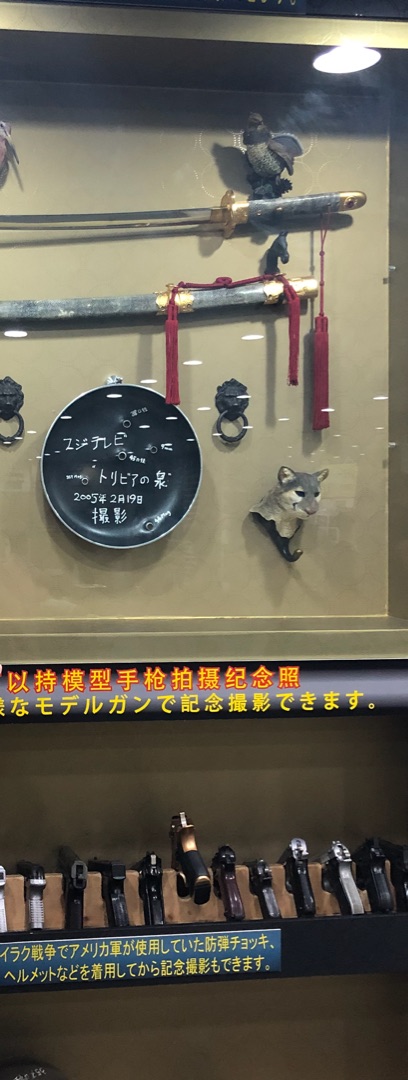 フジテレビ
トリビアの泉
2005年2月19日
撮影
以持模型手枪拍摄纪念照
様なモデルガンで記念撮影できます。
イラク戦争でアメリカ軍が使用していた防弾チョッキ、
ヘルメットなどを着用してから記念撮影もできます。